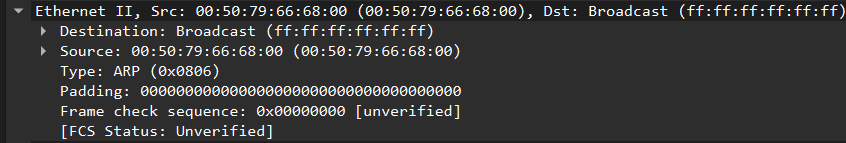 Ethernet II, Src: 00:50:79:66:68:00 (00:50:79:66:68:00), Dst: Broadcast (ff:ff:ff:ff:ff:ff)
Destination: Broadcast (ff:ff:ff:ff:ff:ff)
Source: 00:50:79:66:68:00 (00:50:79:66:68:00)
Type: ARP (0x0806)
Padding: 000000000000000000000000000000000000
Frame check sequence: 0x00000000 [unverified]
[FCS Status: Unverified]